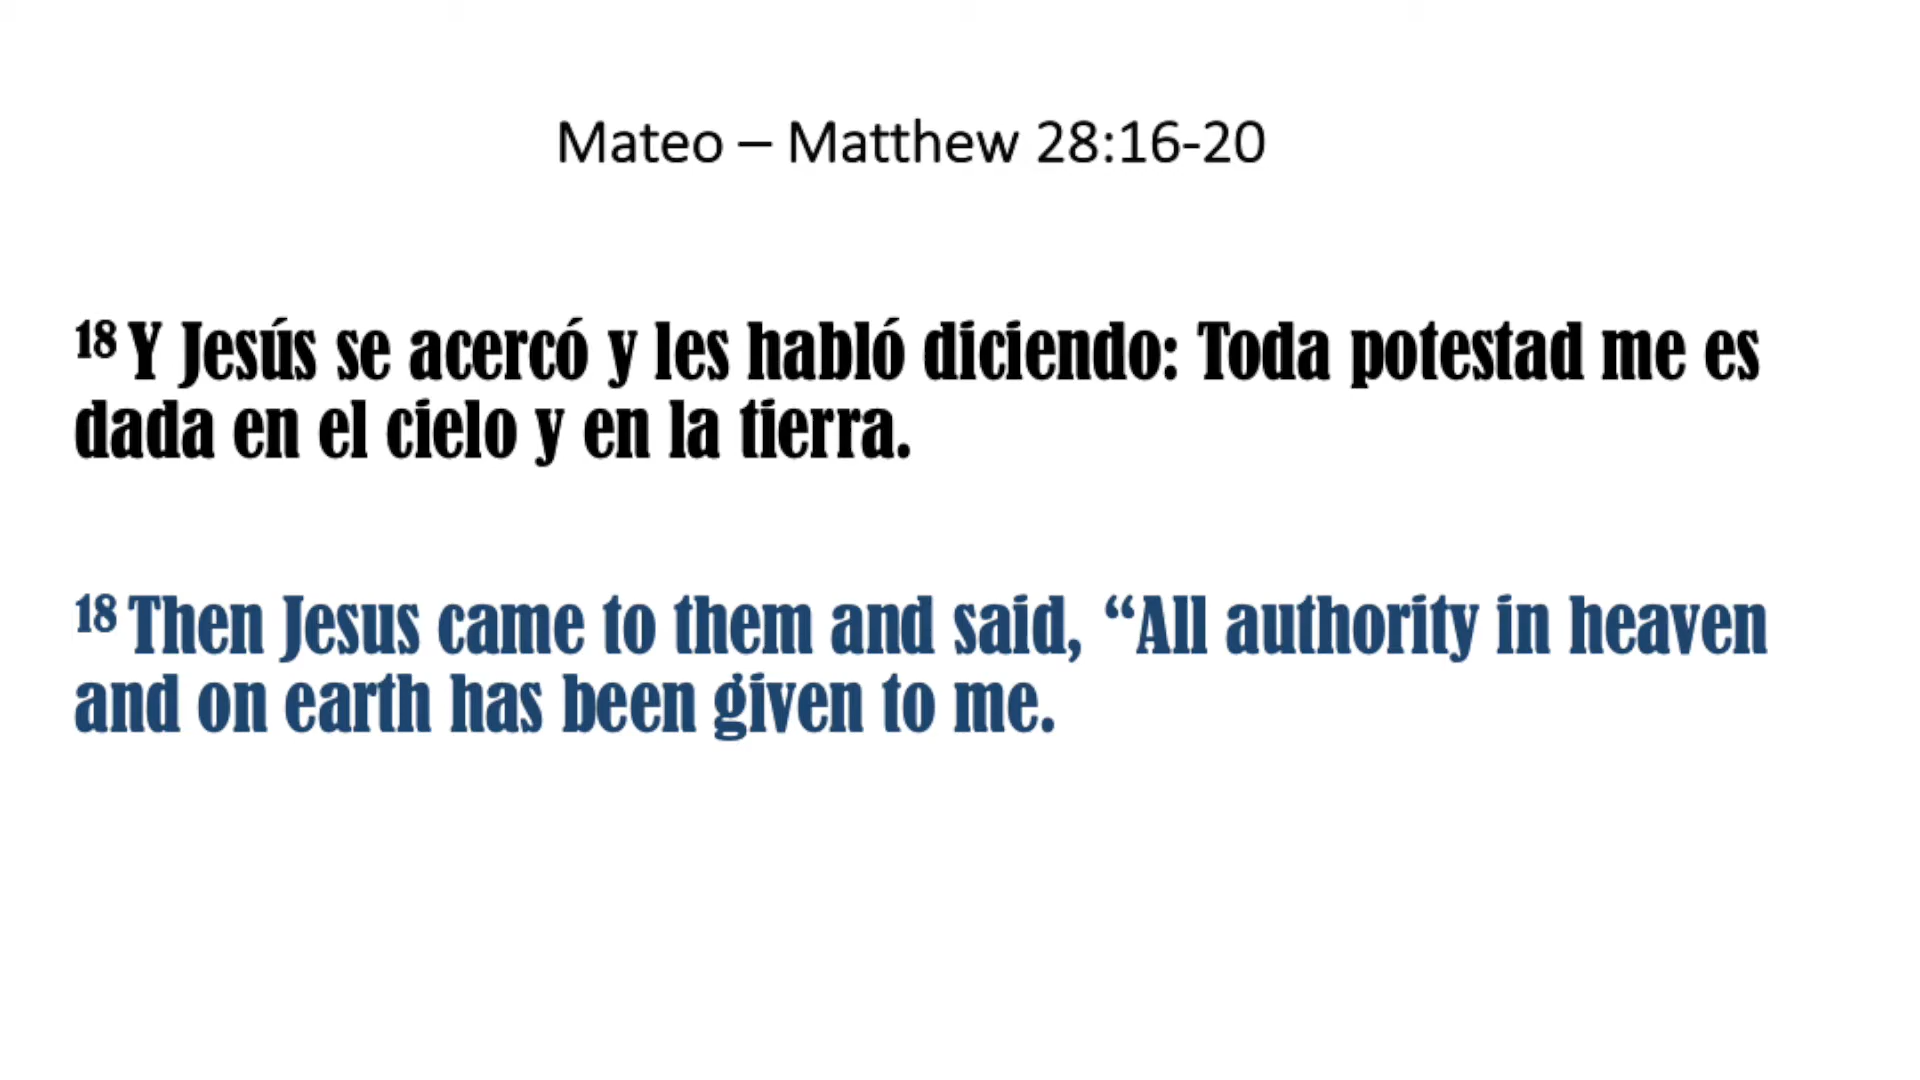 Mateo – Matthew 28:16-20
18 Y Jesús se acercó y les habló diciendo: Toda potestad me es
dada en el cielo y en la tierra.
18 Then Jesus came to them and said, “All authority in heaven
and on earth has been given to me.